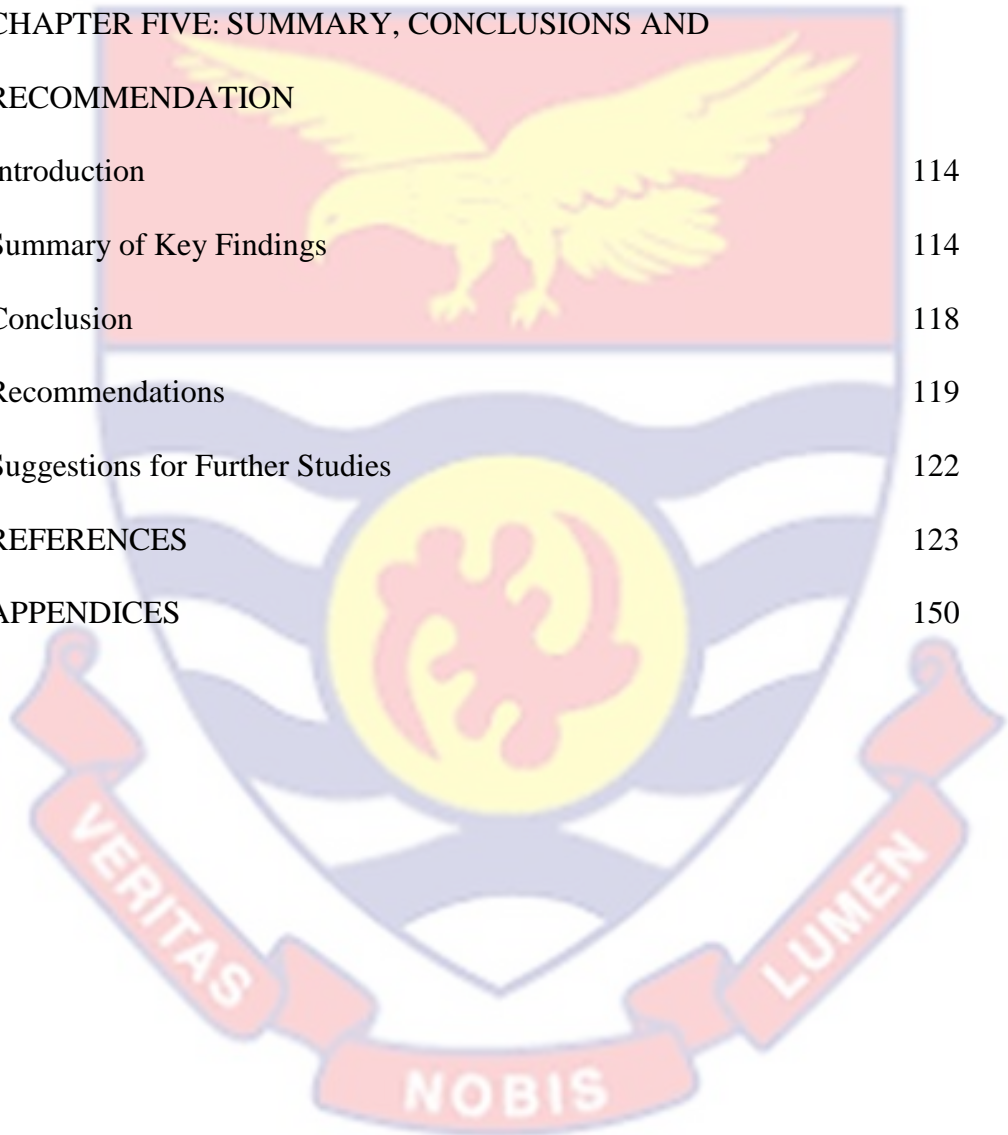 CHAPTER FIVE: SUMMARY, CONCLUSIONS AND
RECOMMENDATION
Introduction 114
Summary of Key Findings 114
Conclusion 118
Recommendations 119
Suggestions for Further Studies 122
REFERENCES 123
APPENDICES 150
VERITAS
NOBIS
LUMEN